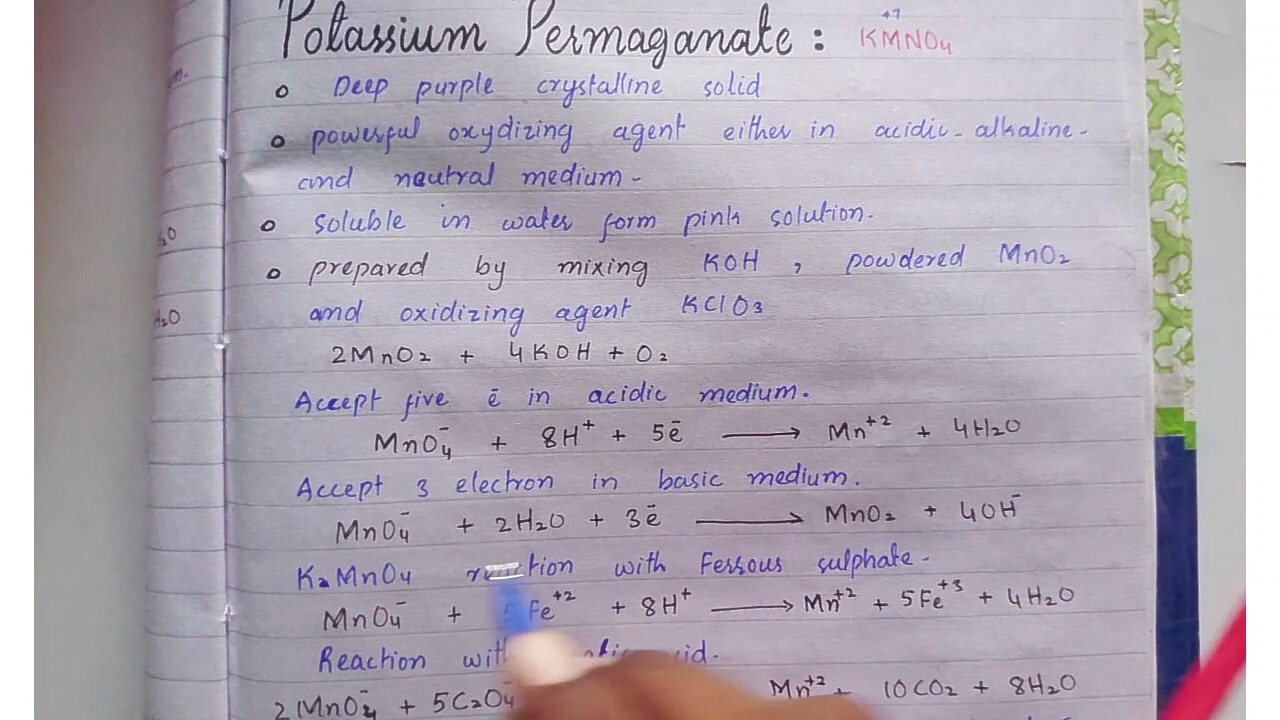 Potassium Permaganate : K⁺⁷MNO₄
Deep purple crystalline solid
powerful oxydizing agent either in acidic-alkaline-
and neutral medium-
soluble in water form pink solution.
prepared by mixing KOH , powdered MnO₂
and oxidizing agent KClO₃
2MnO₂ + 4KOH + O₂
Accept five ē in acidic medium.
MnO₄⁻ + 8H⁺ + 5ē ⟶ Mn⁺² + 4H₂O
Accept 3 electron in basic medium.
MnO₄⁻ + 2H₂O + 3ē ⟶ MnO₂ + 4OH⁻
K₂MnO₄ with Ferrous sulphate-
MnO₄⁻ + 5Fe⁺² + 8H⁺ ⟶ Mn⁺² + 5Fe⁺³ + 4H₂O
Reaction
2MnO₄⁻ + 5C₂O₄ Mn⁺² + 10CO₂ + 8H₂O
H₂O